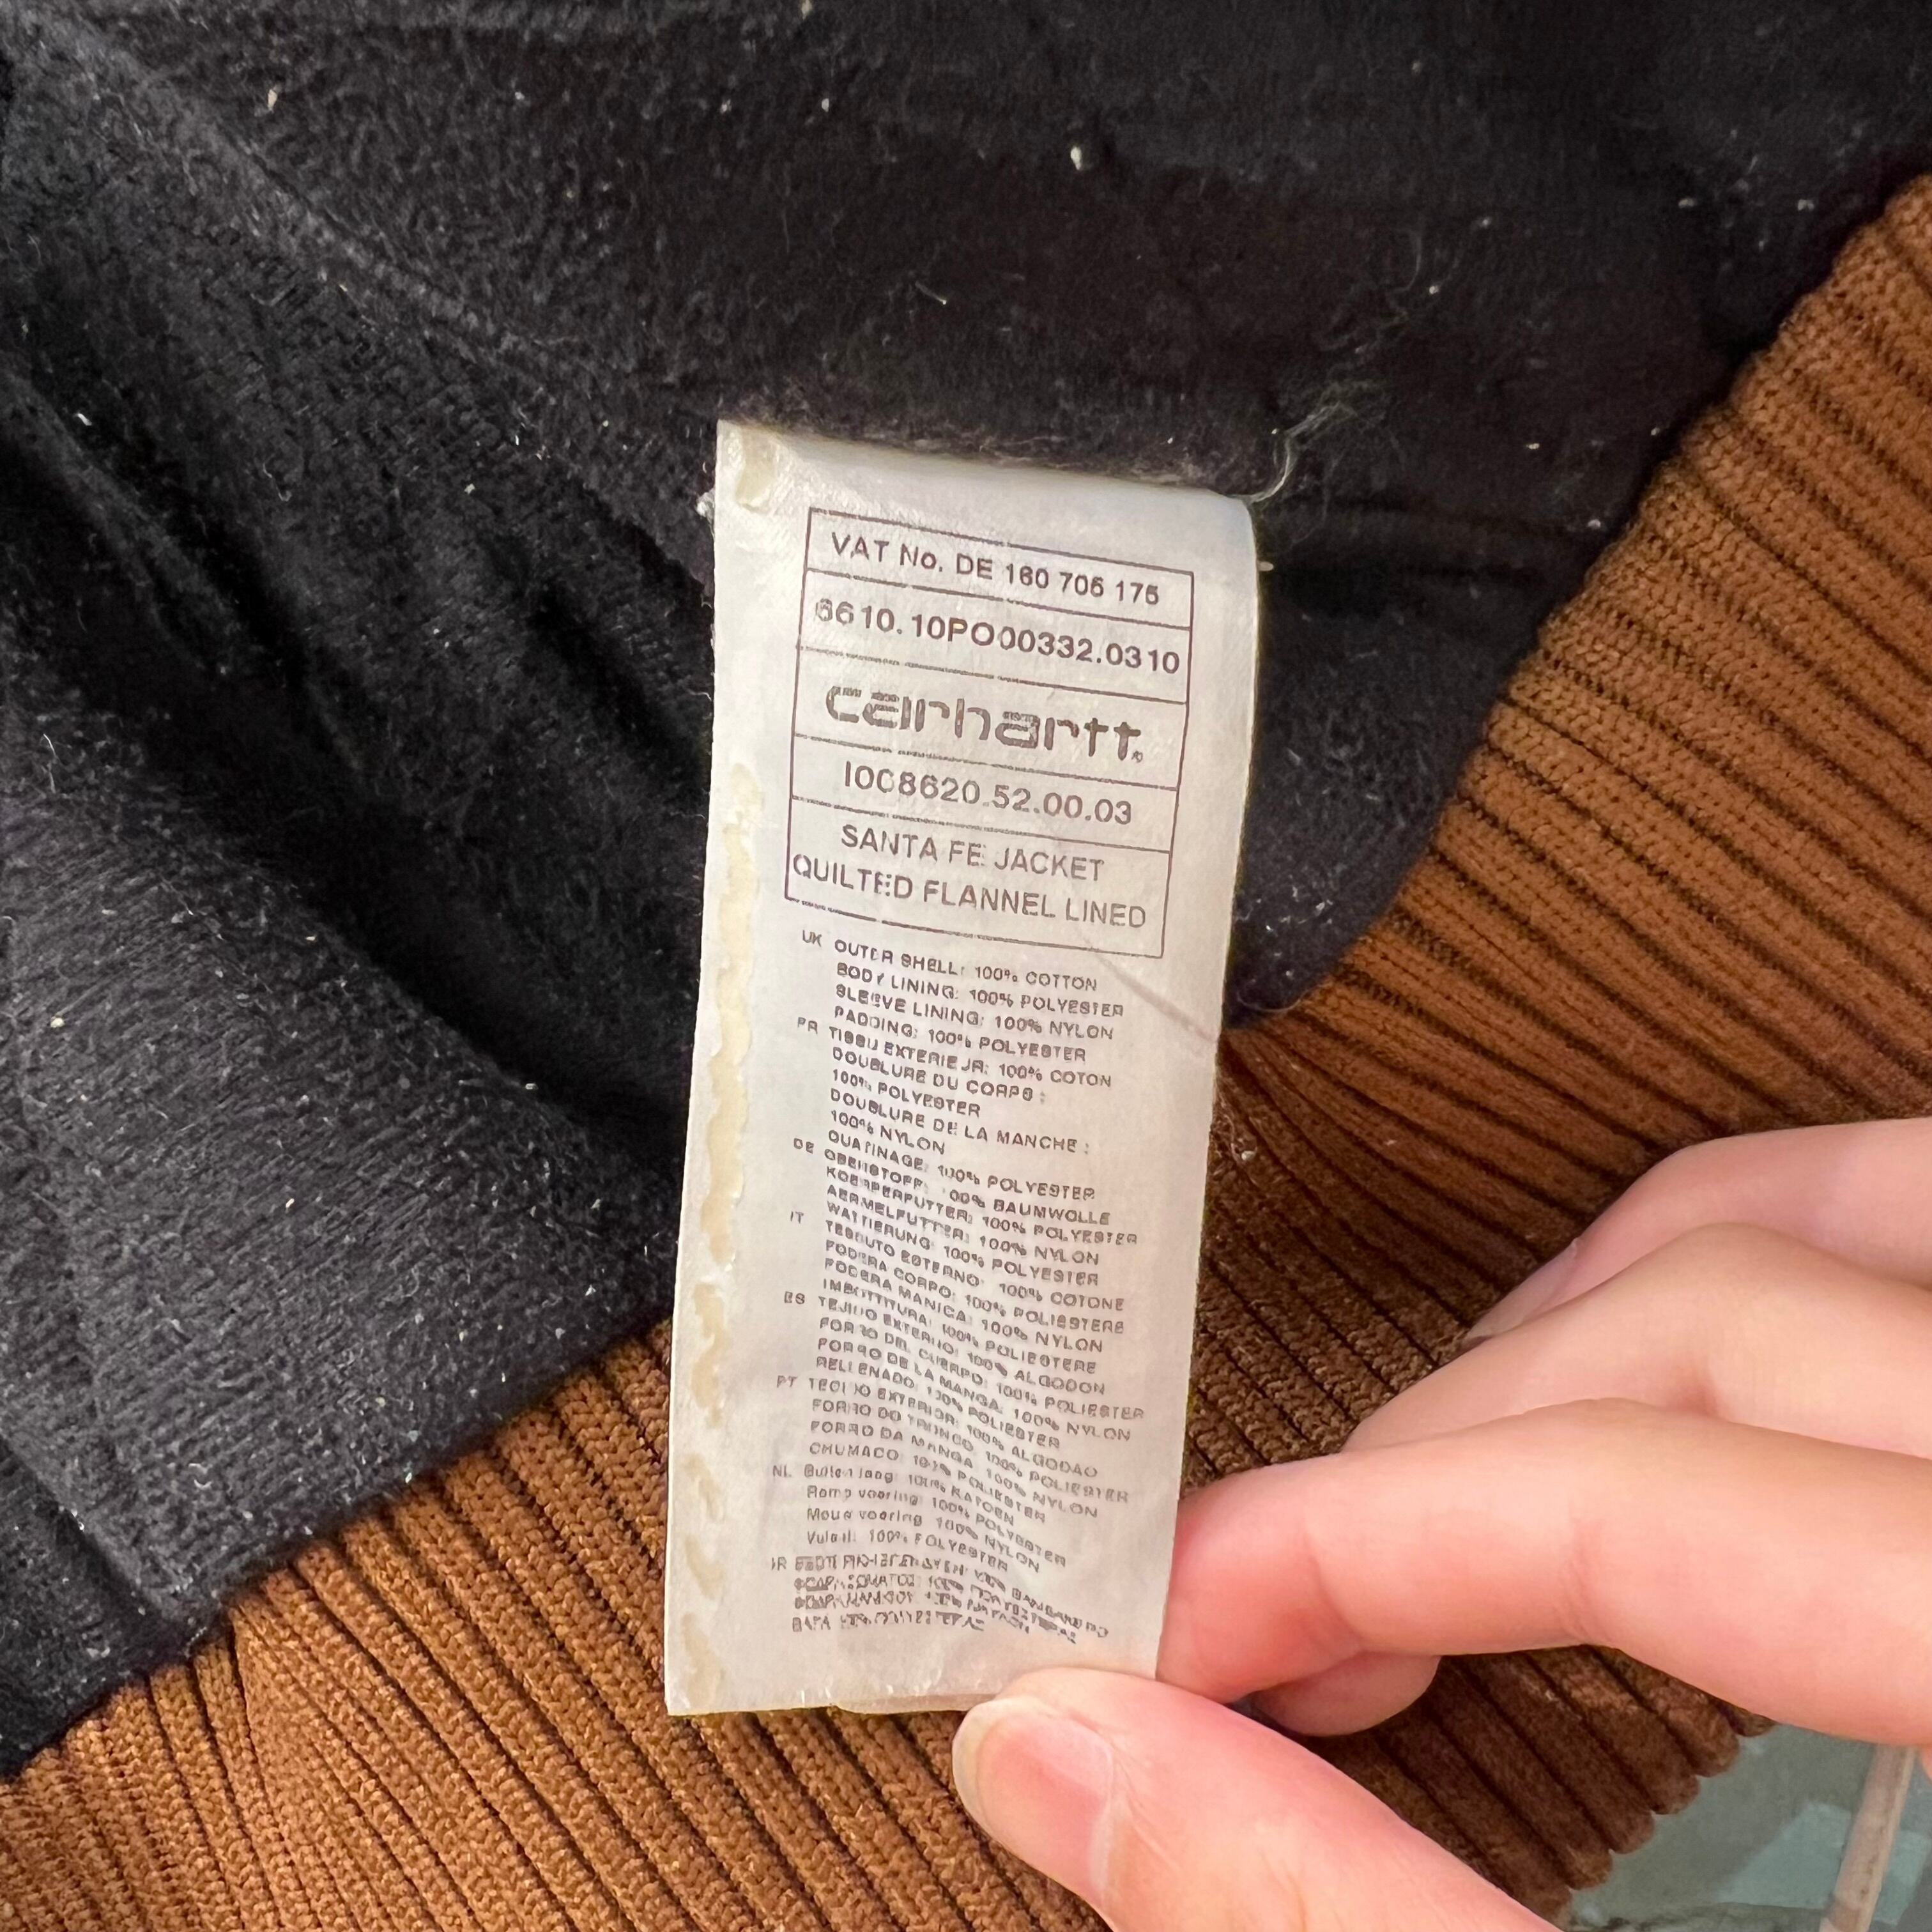 VAT No. DE 160 706 175
6610.10PO00332.0310
carhartt®
I008620.52.00.03
SANTA FE JACKET
QUILTED FLANNEL LINED
UK OUTER SHELL: 100% COTTON
BODY LINING: 100% POLYESTER
SLEEVE LINING: 100% NYLON
PADDING: 100% POLYESTER
FR TISSU EXTERIEUR: 100% COTON
DOUBLURE DU CORPS :
100% POLYESTER
DOUBLURE DE LA MANCHE :
100% NYLON
OUATINAGE: 100% POLYESTER
DE OBERSTOFF: 100% BAUMWOLLE
KOERPERFUTTER: 100% POLYESTER
AERMELFUTTER: 100% NYLON
WATTIERUNG: 100% POLYESTER
IT TESSUTO ESTERNO: 100% COTONE
FODERA CORPO: 100% POLIESTERE
FODERA MANICA: 100% NYLON
IMBOTTITURA: 100% POLIESTERE
ES TEJIDO EXTERIO: 100% ALGODON
FORRO DEL CUERPO: 100% POLIESTER
FORRO DE LA MANGA: 100% NYLON
RELLENADO: 100% POLIESTER
PT TECIDO EXTERIOR: 100% ALGODAO
FORRO DO TRONCO: 100% POLIESTER
FORRO DA MANGA: 100% NYLON
CHUMACO: 100% POLIESTER
NL Buitenlaag: 100% KATOEN
Romp voering: 100% POLYESTER
Mouw voering: 100% NYLON
Vulsel: 100% POLYESTER